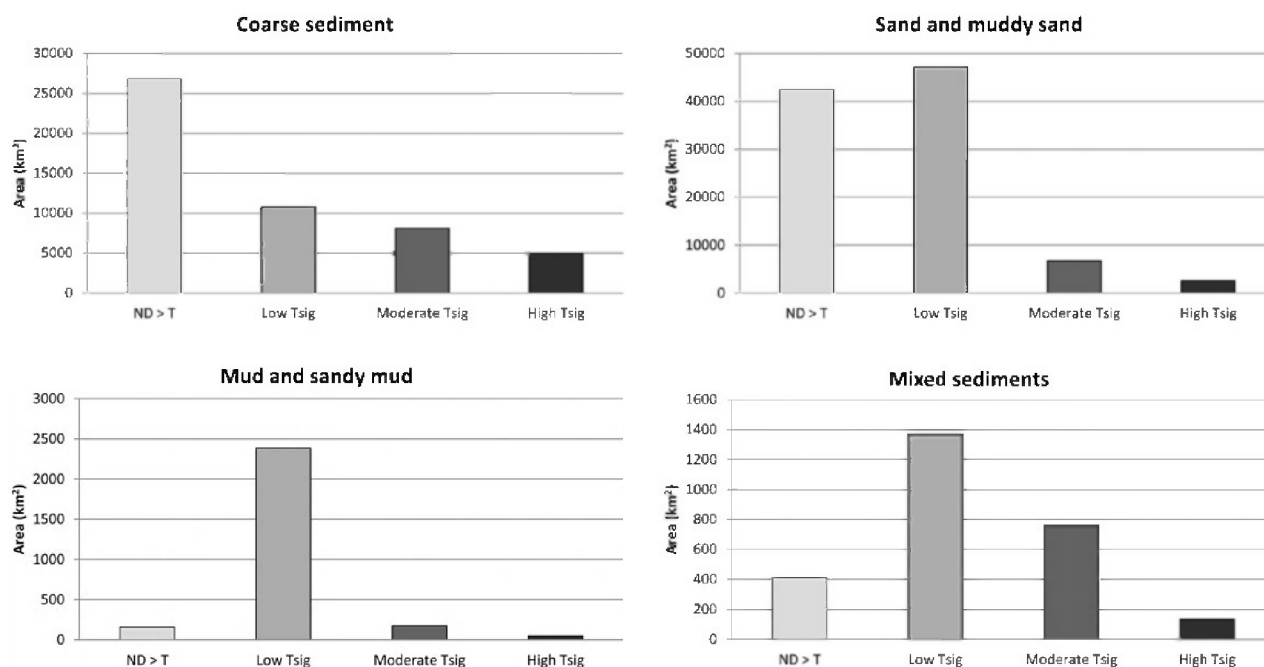 Coarse sediment
Area (km²)
30000
25000
20000
15000
10000
5000
0
ND > T
Low Tsig
Moderate Tsig
High Tsig
Sand and muddy sand
Area (km²)
50000
40000
30000
20000
10000
0
ND > T
Low Tsig
Moderate Tsig
High Tsig
Mud and sandy mud
Area (km²)
3000
2500
2000
1500
1000
500
0
ND > T
Low Tsig
Moderate Tsig
High Tsig
Mixed sediments
Area (km²)
1600
1400
1200
1000
800
600
400
200
0
ND > T
Low Tsig
Moderate Tsig
High Tsig